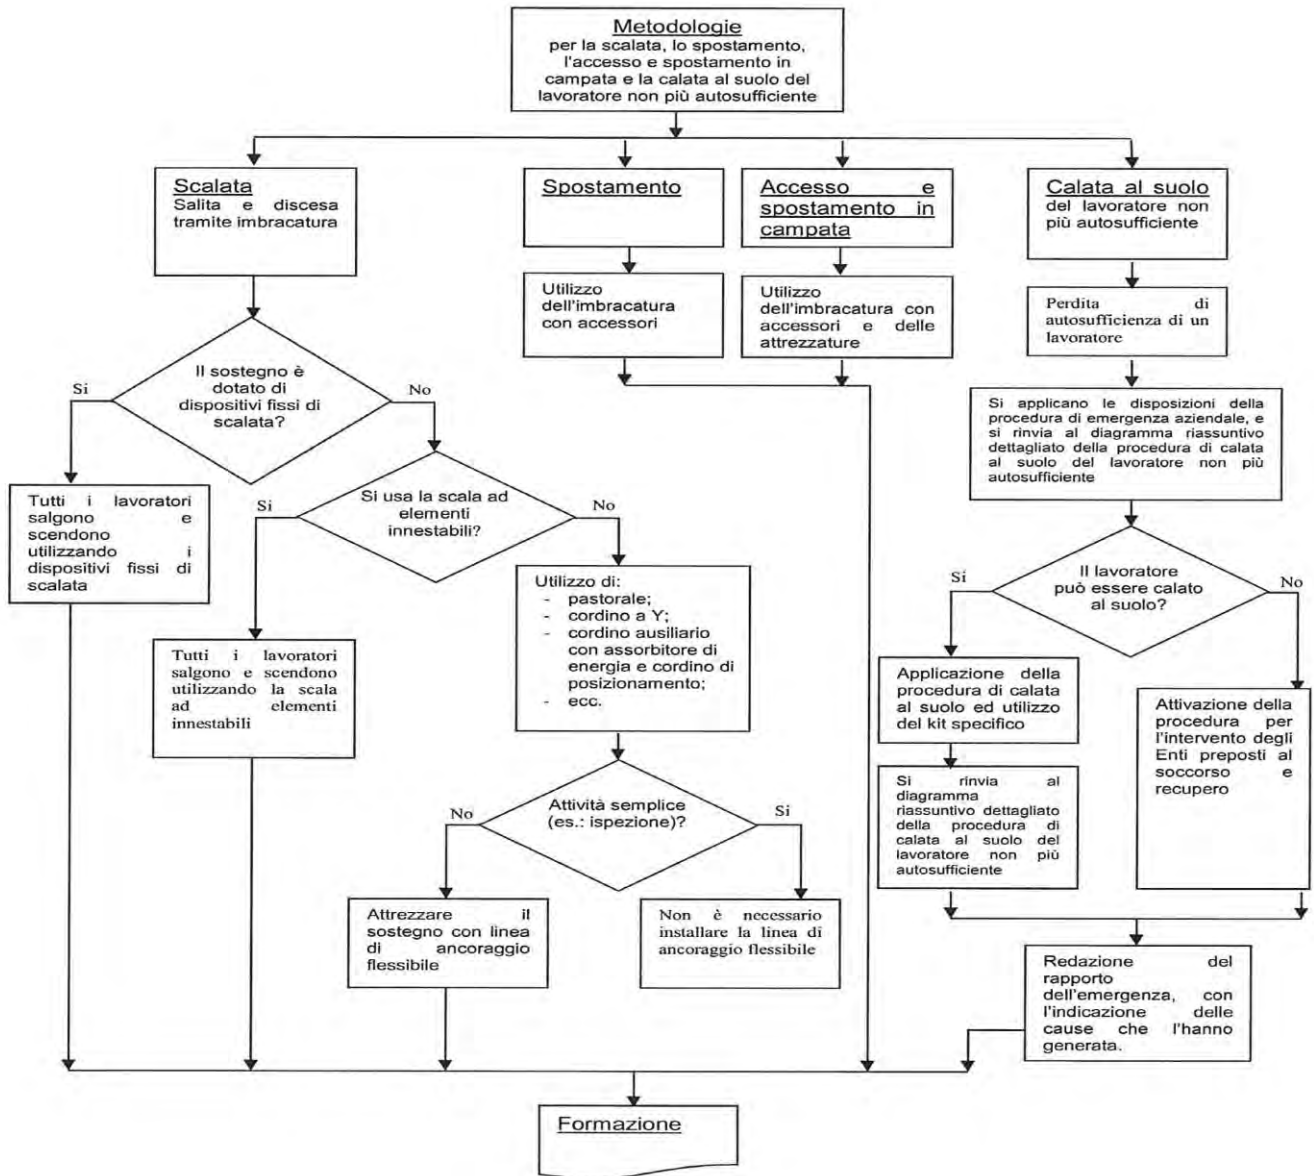 Metodologie
per la scalata, lo spostamento,
l'accesso e spostamento in
campata e la calata al suolo del
lavoratore non più autosufficiente
Scalata
Salita e discesa
tramite imbracatura
Spostamento
Accesso e
spostamento in
campata
Calata al suolo
del lavoratore non
più autosufficiente
Utilizzo
dell'imbracatura
con accessori
Utilizzo
dell'imbracatura con
accessori e delle
attrezzature
Perdita di
autosufficienza di un
lavoratore
Il sostegno è
dotato di
dispositivi fissi di
scalata?
Si
No
Si applicano le disposizioni della
procedura di emergenza aziendale, e
si rinvia al diagramma riassuntivo
dettagliato della procedura di calata
al suolo del lavoratore non più
autosufficiente
Tutti i lavoratori
salgono e
scendono
utilizzando i
dispositivi fissi di
scalata
Si usa la scala ad
elementi
innestabili?
Si
No
Utilizzo di:
- pastorale;
- cordino a Y;
- cordino ausiliario
con assorbitore di
energia e cordino di
posizionamento;
- ecc.
Il lavoratore
può essere calato
al suolo?
Si
No
Tutti i lavoratori
salgono e scendono
utilizzando la scala
ad elementi
innestabili
Applicazione della
procedura di calata
al suolo ed utilizzo
del kit specifico
Attivazione della
procedura per
l'intervento degli
Enti preposti al
soccorso e
recupero
Si rinvia al
diagramma
riassuntivo dettagliato
della procedura di
calata al suolo del
lavoratore non più
autosufficiente
Attività semplice
(es.: ispezione)?
No
Si
Attrezzare il
sostegno con linea
di ancoraggio
flessibile
Non è necessario
installare la linea di
ancoraggio flessibile
Redazione del
rapporto
dell'emergenza, con
l'indicazione delle
cause che l'hanno
generata.
Formazione